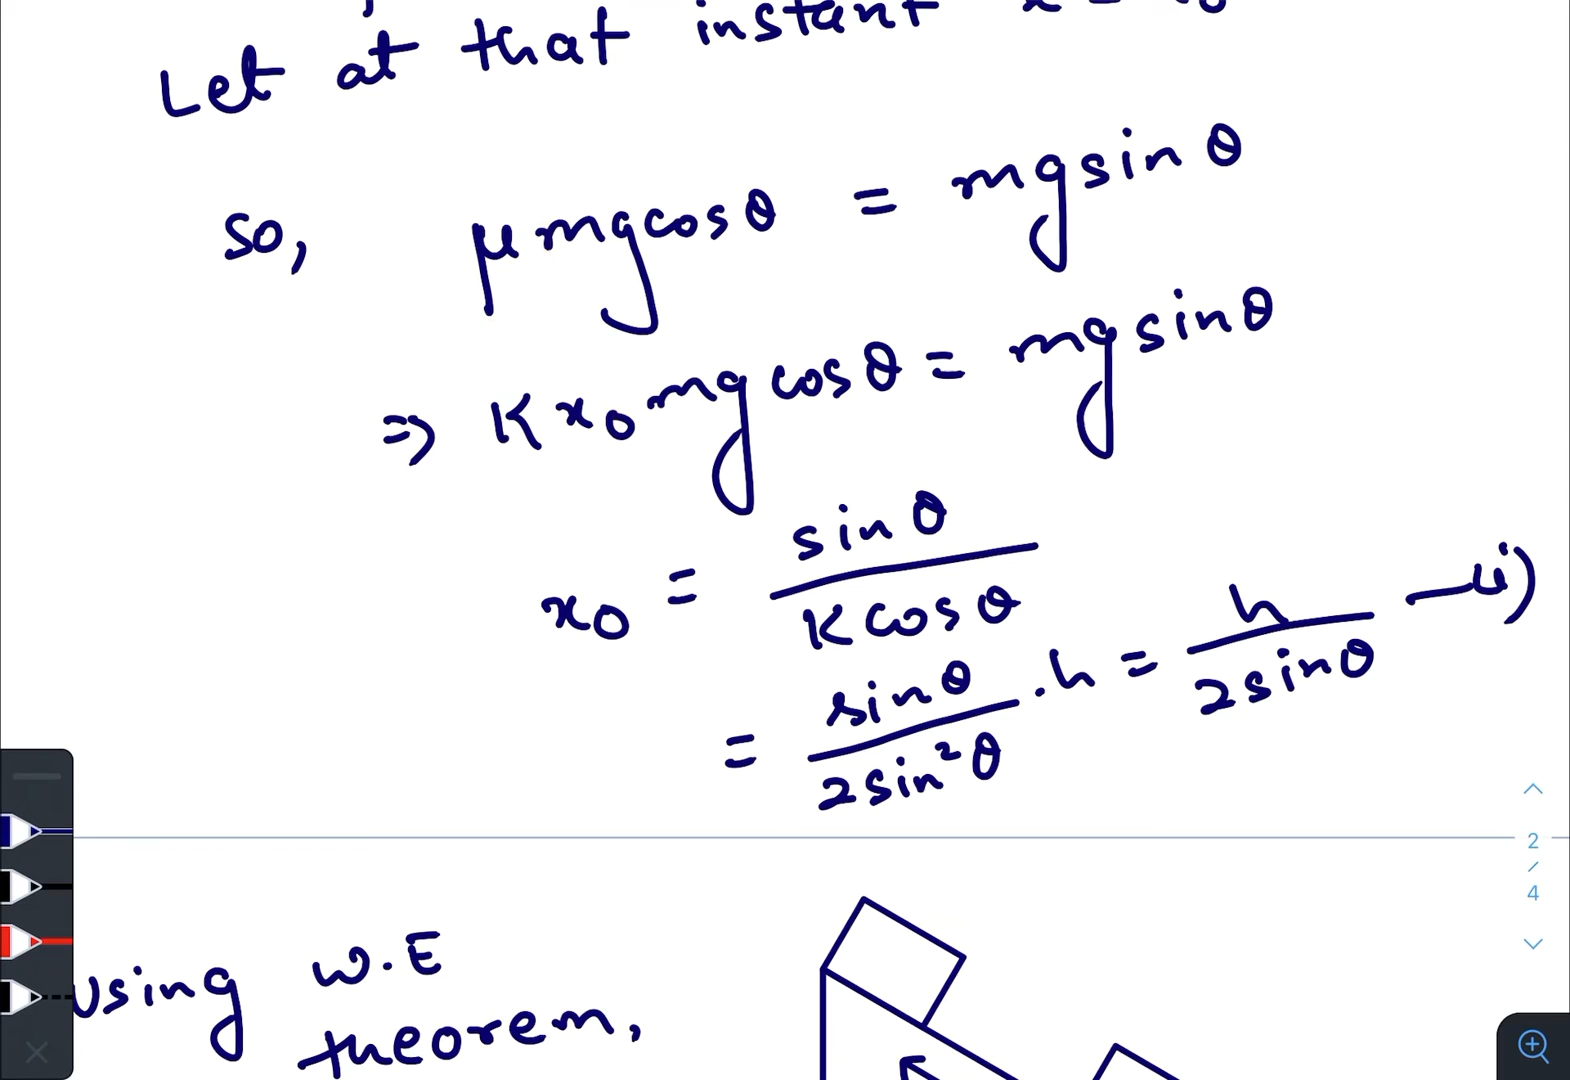 Let at that instant
so, μmgcosθ = mgsinθ
⇒ Kx₀mgcosθ = mgsinθ
x₀ = sinθ / Kcosθ
= sinθ / 2sin²θ . h = h / 2sinθ —(i)
2
/
4
Using W.E
theorem,